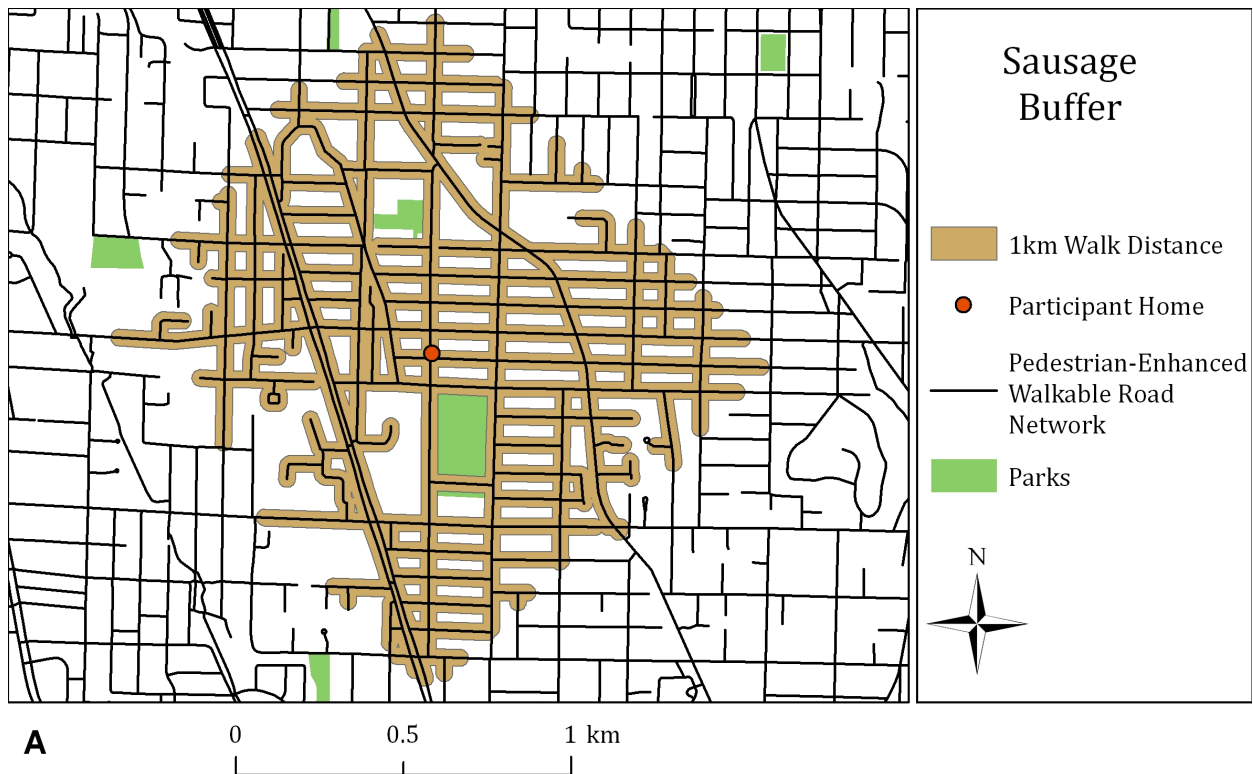 Sausage
Buffer
1km Walk Distance
Participant Home
Pedestrian-Enhanced
Walkable Road
Network
Parks
N
A
0 0.5 1 km